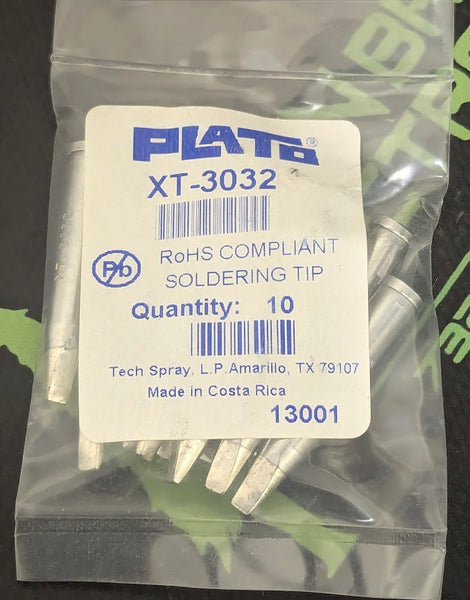 PLATO®
XT-3032
Pb
RoHS COMPLIANT
SOLDERING TIP
Quantity: 10
Tech Spray, L.P. Amarillo, TX 79107
Made in Costa Rica
13001